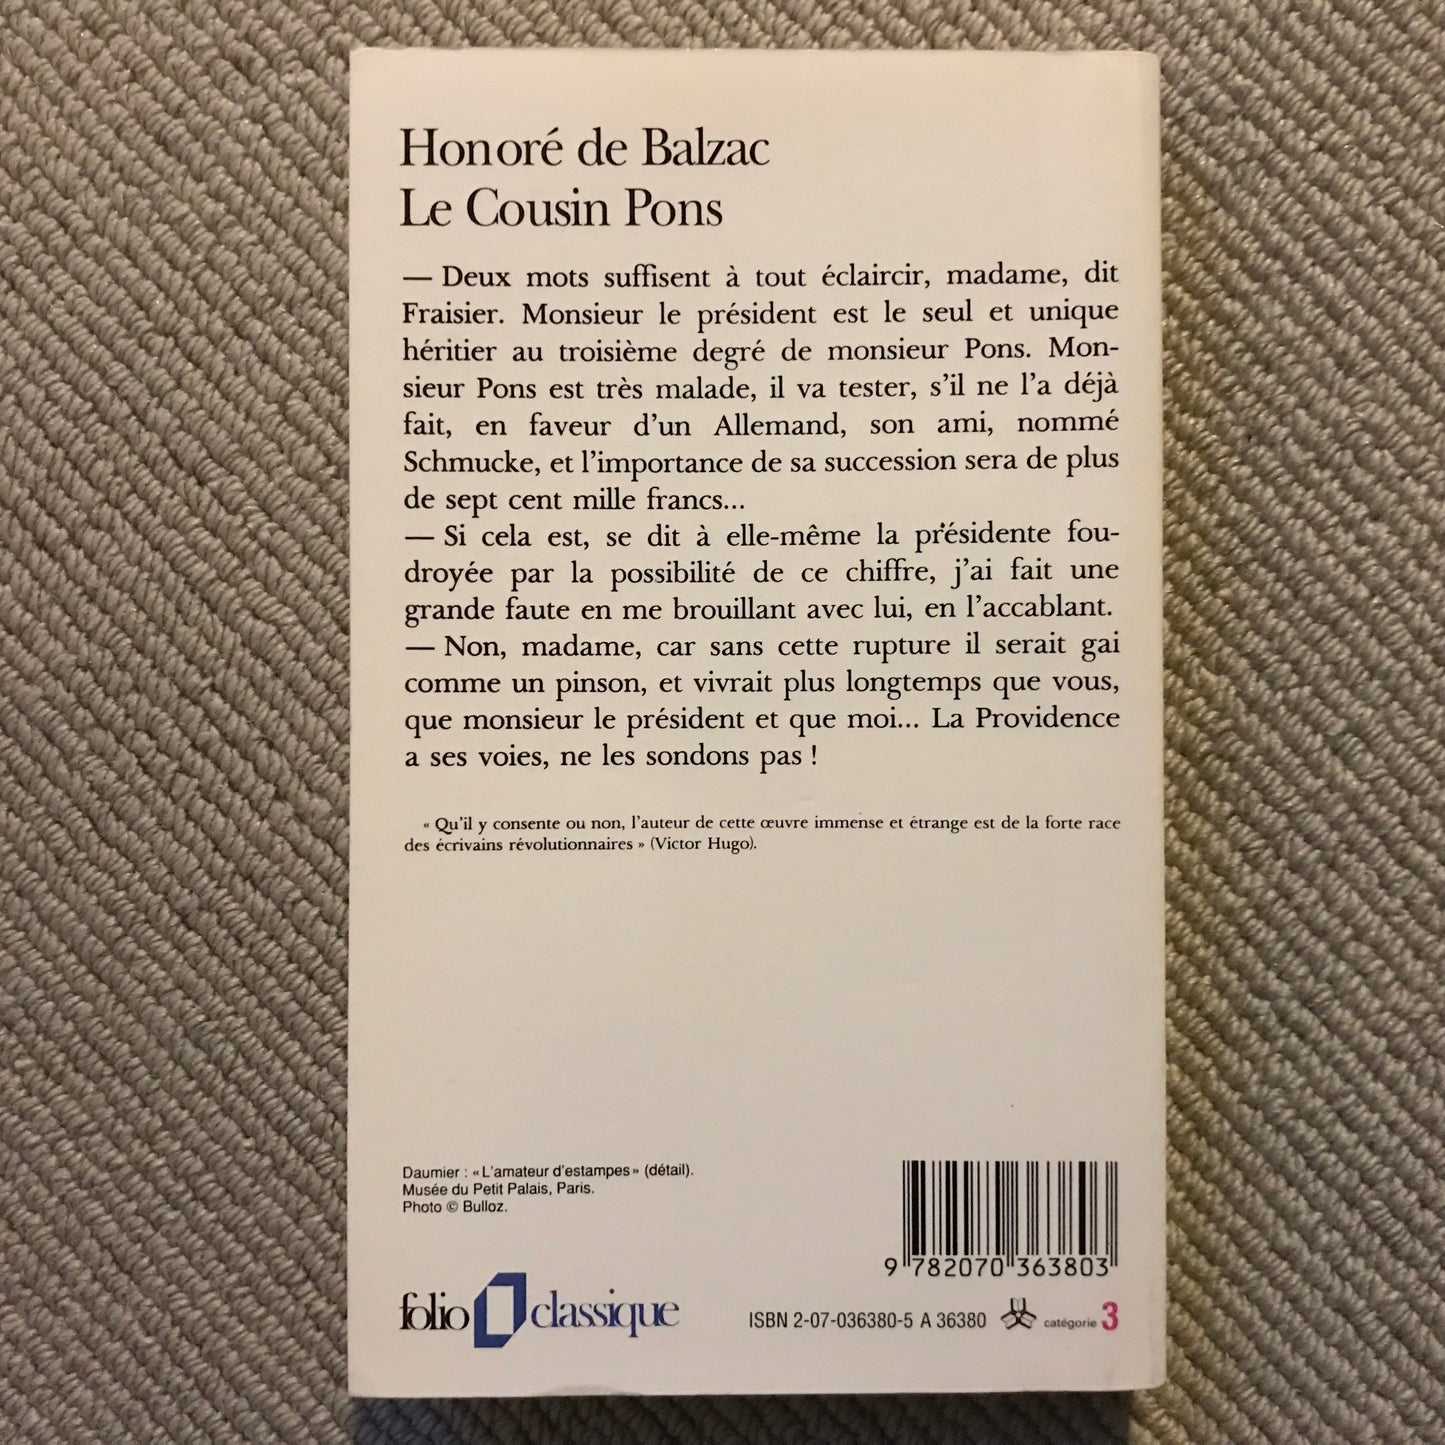 Honoré de Balzac
Le Cousin Pons
— Deux mots suffisent à tout éclaircir, madame, dit
Fraisier. Monsieur le président est le seul et unique
héritier au troisième degré de monsieur Pons. Mon-
sieur Pons est très malade, il va tester, s'il ne l'a déjà
fait, en faveur d'un Allemand, son ami, nommé
Schmucke, et l'importance de sa succession sera de plus
de sept cent mille francs...
— Si cela est, se dit à elle-même la présidente fou-
droyée par la possibilité de ce chiffre, j'ai fait une
grande faute en me brouillant avec lui, en l'accablant.
— Non, madame, car sans cette rupture il serait gai
comme un pinson, et vivrait plus longtemps que vous,
que monsieur le président et que moi... La Providence
a ses voies, ne les sondons pas !
« Qu'il y consente ou non, l'auteur de cette œuvre immense et étrange est de la forte race
des écrivains révolutionnaires » (Victor Hugo).
Daumier : « L'amateur d'estampes » (détail).
Musée du Petit Palais, Paris.
Photo © Bulloz.
9 782070 363803
folio classique
ISBN 2-07-036380-5 A 36380 catégorie 3